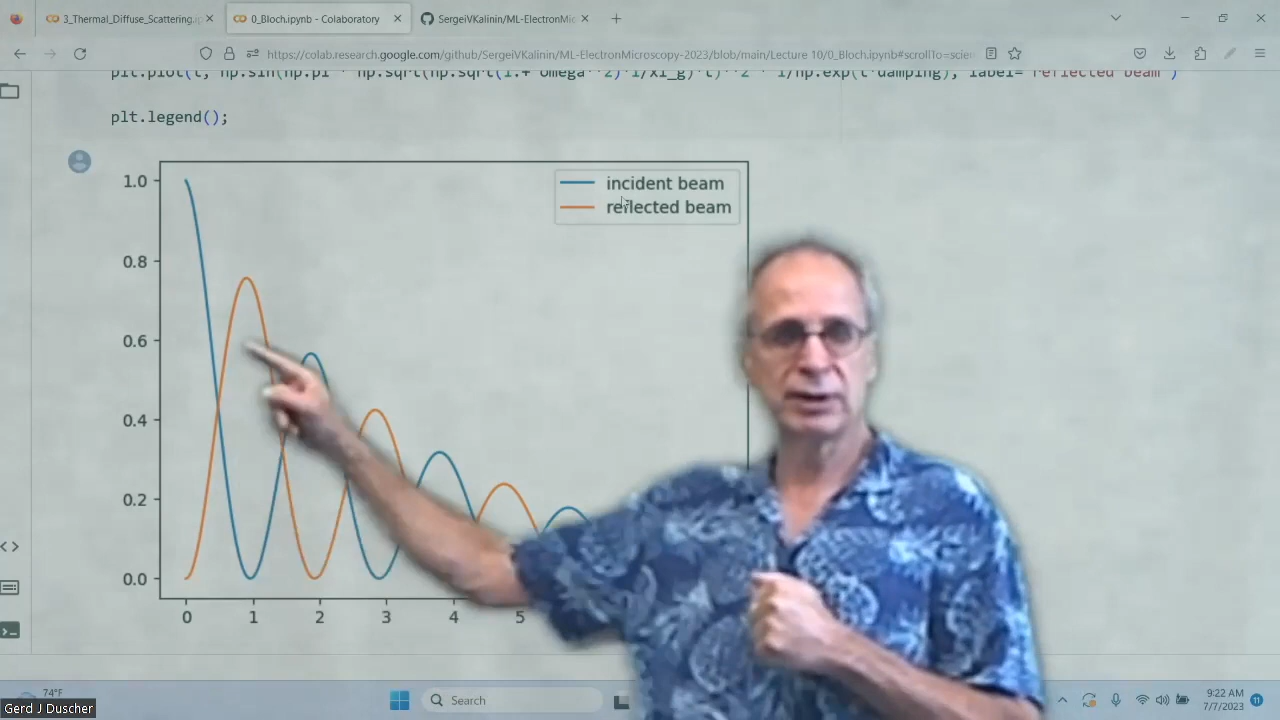 3_Thermal_Diffuse_Scattering.ip
0_Bloch.ipynb - Colaboratory
SergeiVKalinin/ML-ElectronMic
https://colab.research.google.com/github/SergeiVKalinin/ML-ElectronMicroscopy-2023/blob/main/Lecture 10/0_Bloch.ipynb#scrollTo=scie
plt.legend();
1.0
0.8
0.6
0.4
0.2
0.0
incident beam
reflected beam
0 1 2 3 4 5
74°F
Search
9:22 AM
7/7/2023
Gerd J Duscher